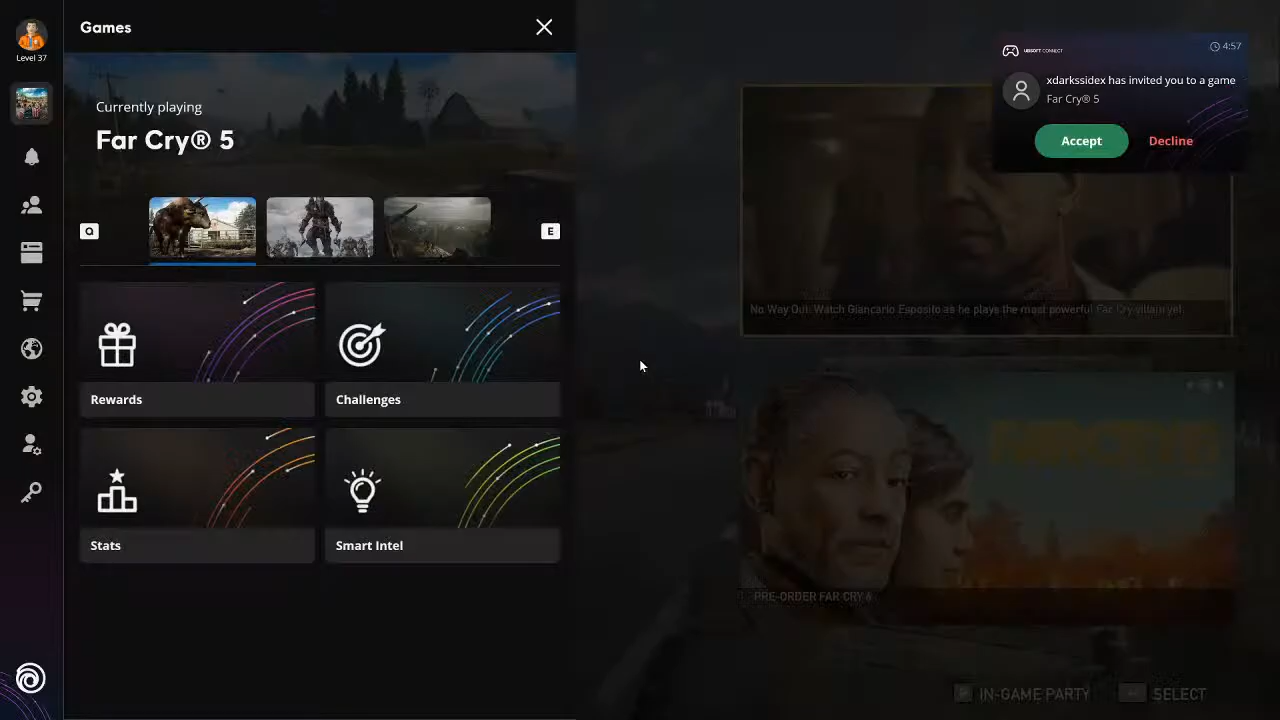 Games
Level 37
Currently playing
Far Cry® 5
Q
E
Rewards
Challenges
Stats
Smart Intel
UBISOFT CONNECT
4:57
xdarkssidex has invited you to a game
Far Cry® 5
Accept
Decline
No Way Out: Watch Giancarlo Esposito as he plays the most powerful Far Cry villain yet.
FARCRY 6
PRE-ORDER FAR CRY 6
IN-GAME PARTY
SELECT